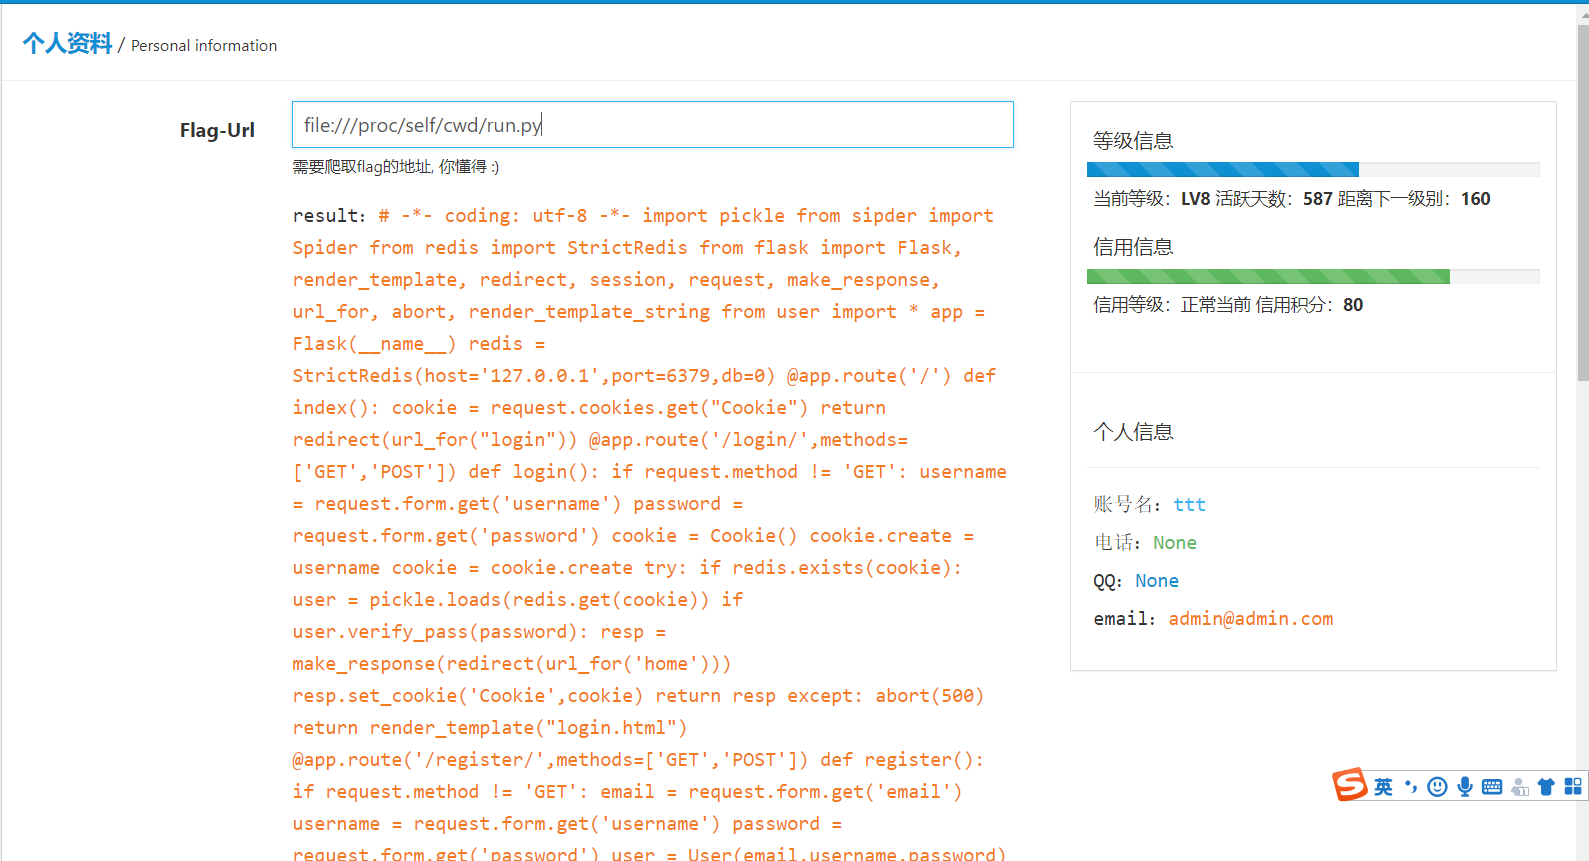 个人资料 / Personal information
Flag-Url
file:///proc/self/cwd/run.py
需要爬取flag的地址, 你懂得 :)
result: # -*- coding: utf-8 -*- import pickle from sipder import
Spider from redis import StrictRedis from flask import Flask,
render_template, redirect, session, request, make_response,
url_for, abort, render_template_string from user import * app =
Flask(__name__) redis =
StrictRedis(host='127.0.0.1',port=6379,db=0) @app.route('/') def
index(): cookie = request.cookies.get("Cookie") return
redirect(url_for("login")) @app.route('/login/',methods=
['GET','POST']) def login(): if request.method != 'GET': username
= request.form.get('username') password =
request.form.get('password') cookie = Cookie() cookie.create =
username cookie = cookie.create try: if redis.exists(cookie):
user = pickle.loads(redis.get(cookie)) if
user.verify_pass(password): resp =
make_response(redirect(url_for('home')))
resp.set_cookie('Cookie',cookie) return resp except: abort(500)
return render_template("login.html")
@app.route('/register/',methods=['GET','POST']) def register():
if request.method != 'GET': email = request.form.get('email')
username = request.form.get('username') password =
request.form.get('password') user = User(email,username,password)
等级信息
当前等级：LV8 活跃天数：587 距离下一级别：160
信用信息
信用等级：正常当前 信用积分：80
个人信息
账号名：ttt
电话：None
QQ：None
email：admin@admin.com
S 英